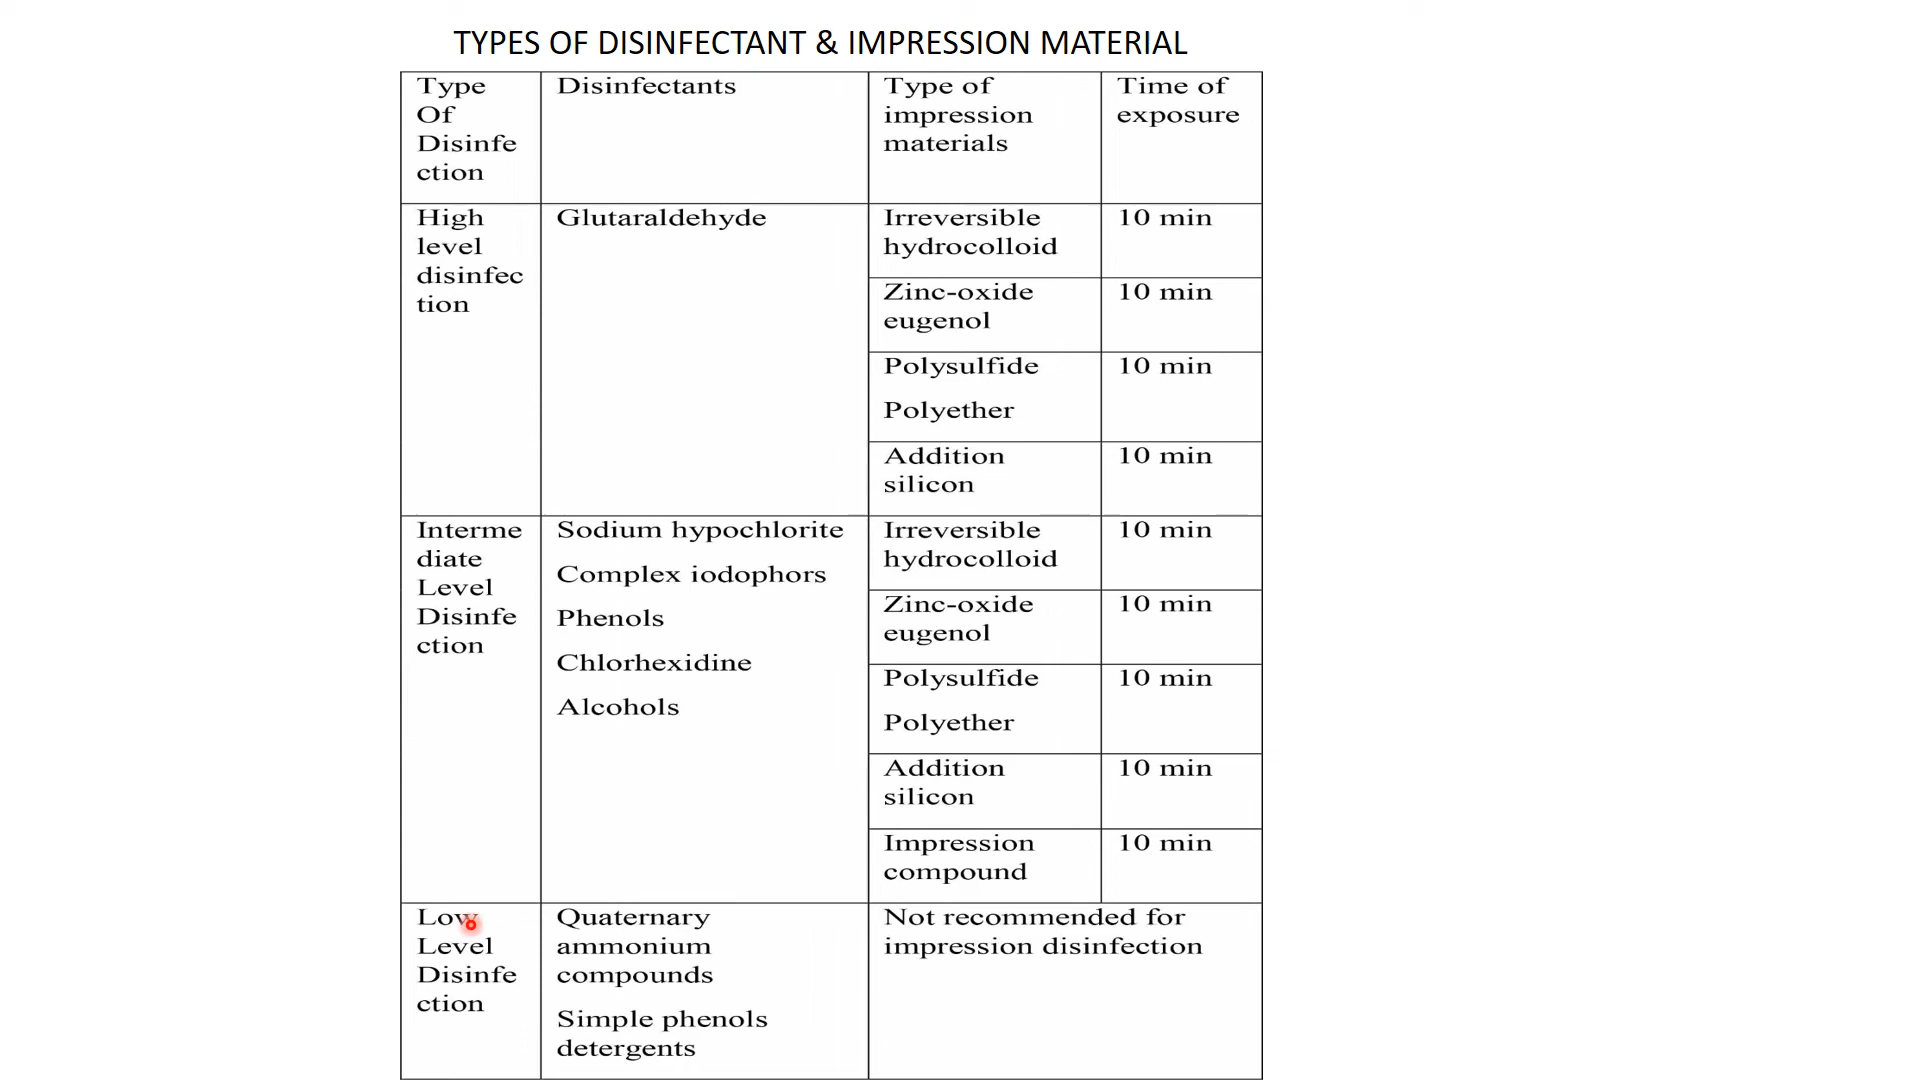 TYPES OF DISINFECTANT & IMPRESSION MATERIAL
Type
Of
Disinfe
ction
Disinfectants
Type of
impression
materials
Time of
exposure
High
level
disinfec
tion
Glutaraldehyde
Irreversible
hydrocolloid
10 min
Zinc-oxide
eugenol
10 min
Polysulfide
Polyether
10 min
Addition
silicon
10 min
Interme
diate
Level
Disinfe
ction
Sodium hypochlorite
Complex iodophors
Phenols
Chlorhexidine
Alcohols
Irreversible
hydrocolloid
10 min
Zinc-oxide
eugenol
10 min
Polysulfide
Polyether
10 min
Addition
silicon
10 min
Impression
compound
10 min
Low
Level
Disinfe
ction
Quaternary
ammonium
compounds
Simple phenols
detergents
Not recommended for
impression disinfection